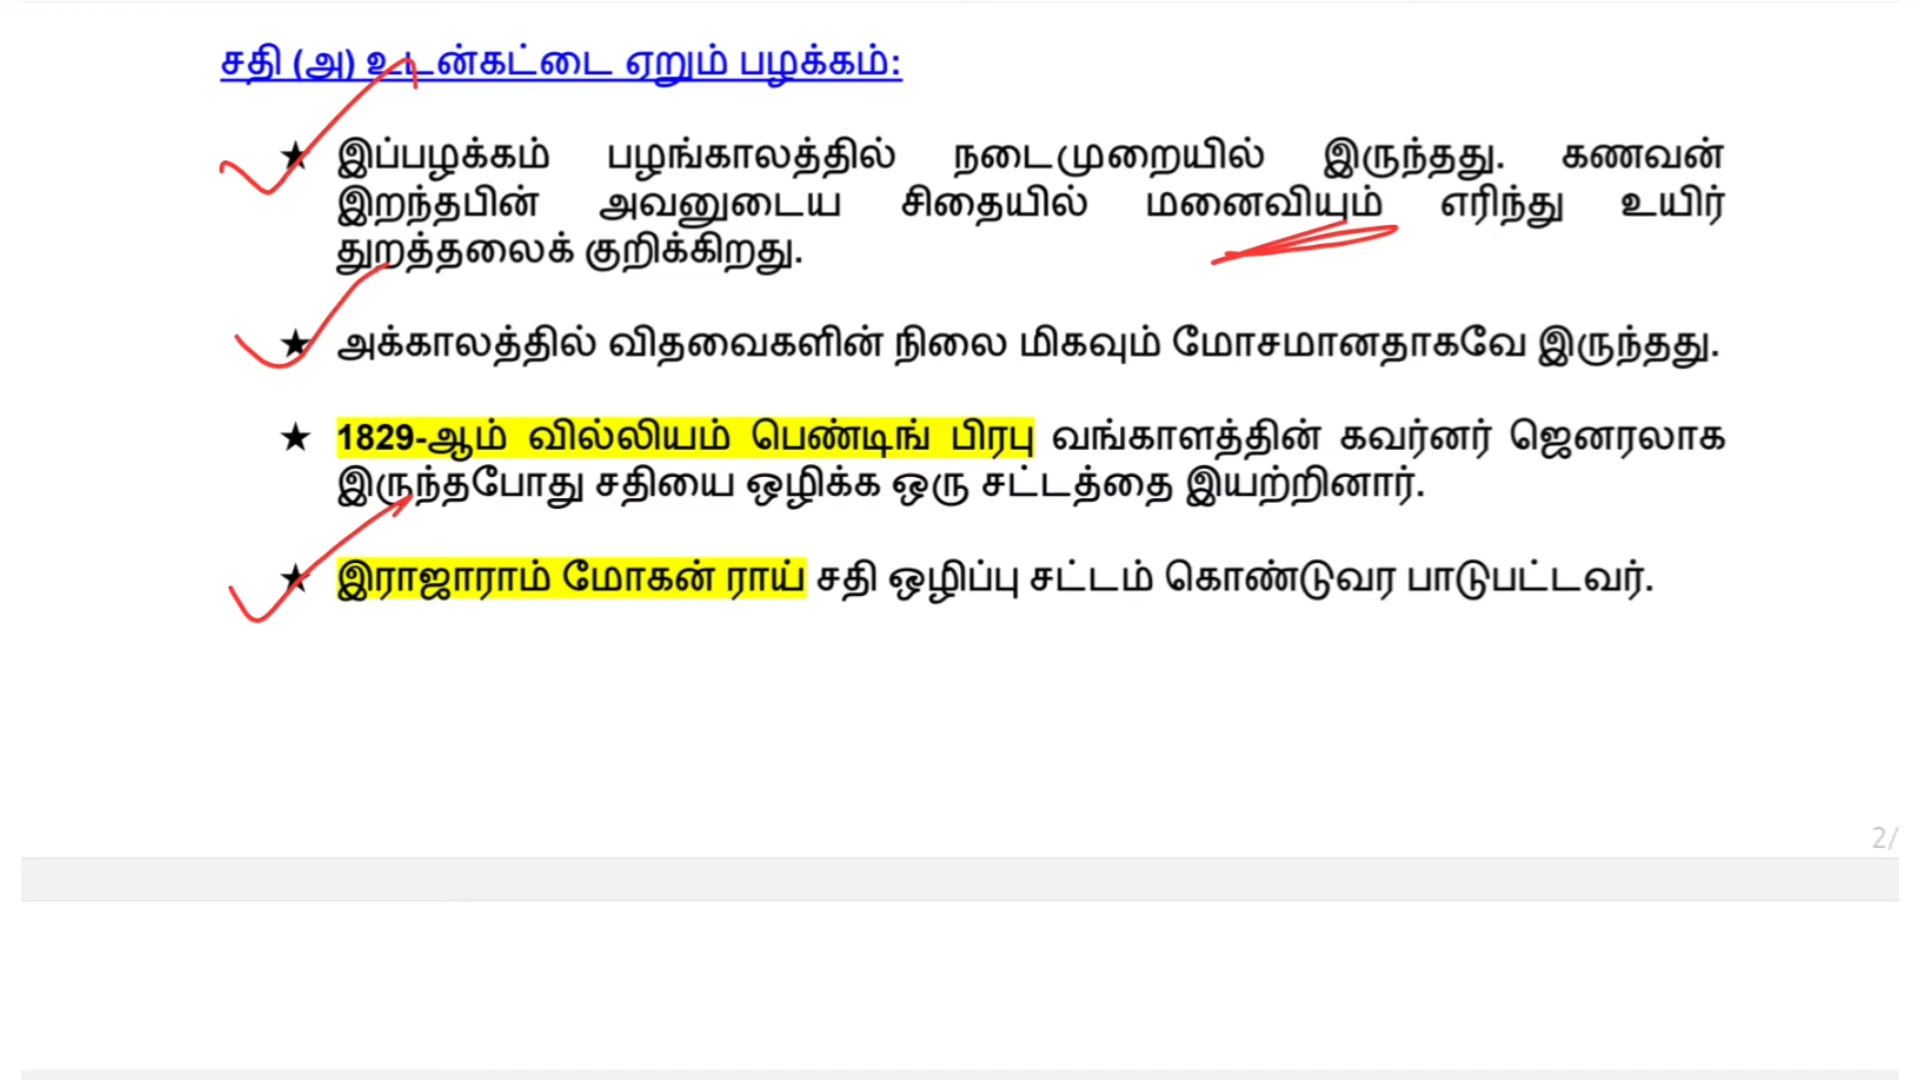 சதி (அ) உடன்கட்டை ஏறும் பழக்கம்:
★ இப்பழக்கம் பழங்காலத்தில் நடைமுறையில் இருந்தது. கணவன்
இறந்தபின் அவனுடைய சிதையில் மனைவியும் எரிந்து உயிர்
துறத்தலைக் குறிக்கிறது.
★ அக்காலத்தில் விதவைகளின் நிலை மிகவும் மோசமானதாகவே இருந்தது.
★ 1829-ஆம் வில்லியம் பெண்டிங் பிரபு வங்காளத்தின் கவர்னர் ஜெனரலாக
இருந்தபோது சதியை ஒழிக்க ஒரு சட்டத்தை இயற்றினார்.
★ இராஜாராம் மோகன் ராய் சதி ஒழிப்பு சட்டம் கொண்டுவர பாடுபட்டவர்.
2/